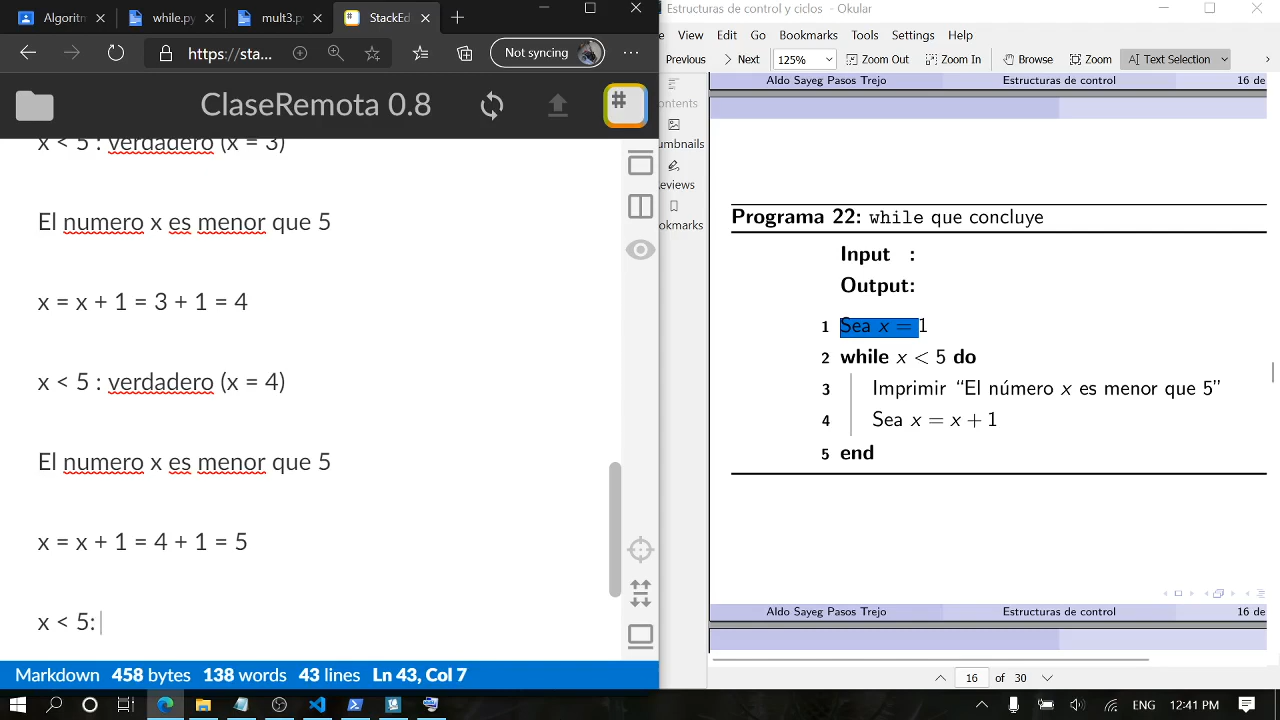 Algoritm
while.py
mult3.p
StackEd
https://sta...
Not syncing
ClaseRemota 0.8
x < 5 : verdadero (x = 3)
El numero x es menor que 5
x = x + 1 = 3 + 1 = 4
x < 5 : verdadero (x = 4)
El numero x es menor que 5
x = x + 1 = 4 + 1 = 5
x < 5:
Markdown 458 bytes 138 words 43 lines Ln 43, Col 7
Estructuras de control y ciclos - Okular
e View Edit Go Bookmarks Tools Settings Help
Previous Next 125% Zoom Out Zoom In Browse Zoom Text Selection
ontents
umbnails
eviews
okmarks
Aldo Sayeg Pasos Trejo Estructuras de control 16 de
Programa 22: while que concluye
Input :
Output:
1 Sea x = 1
2 while x < 5 do
3 Imprimir “El número x es menor que 5”
4 Sea x = x + 1
5 end
Aldo Sayeg Pasos Trejo Estructuras de control 16 de
16 of 30
ENG 12:41 PM